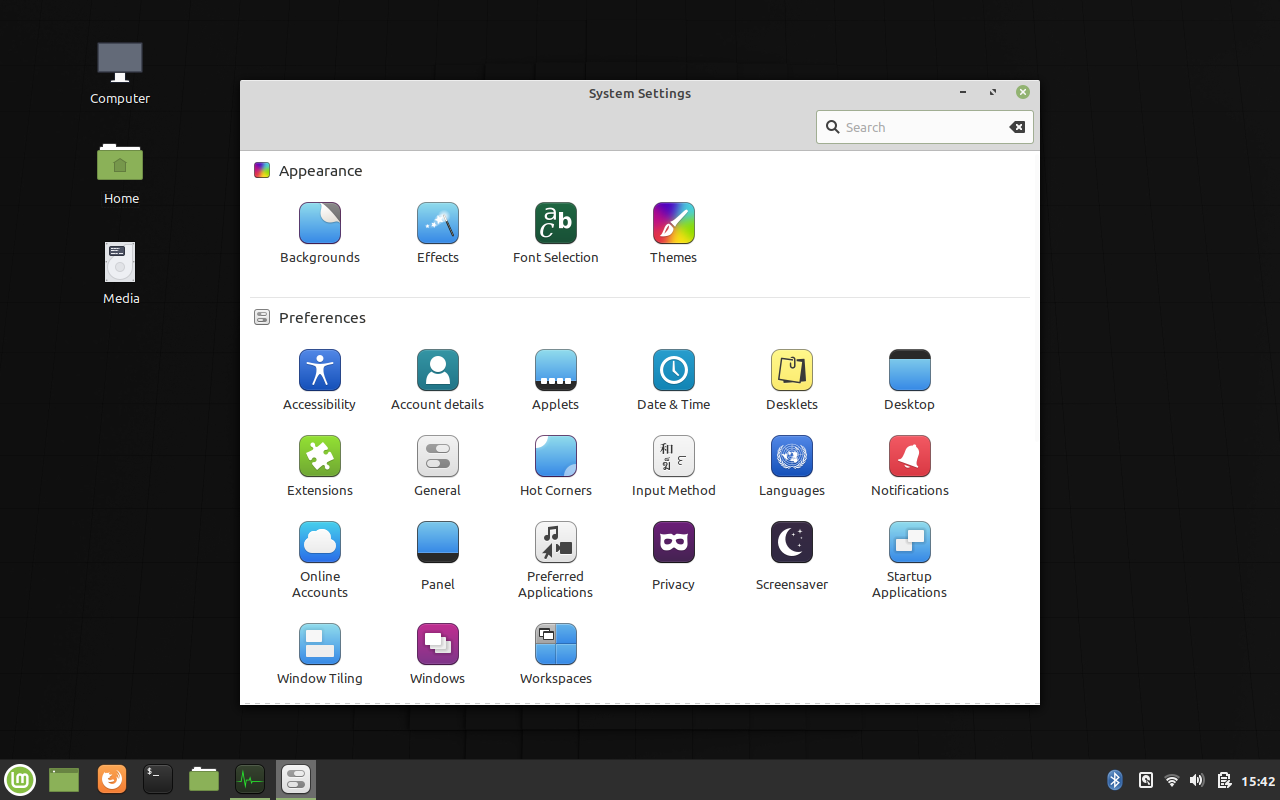 Computer
Home
Media
System Settings
Search
Appearance
Backgrounds
Effects
Font Selection
Themes
Preferences
Accessibility
Account details
Applets
Date & Time
Desklets
Desktop
Extensions
General
Hot Corners
Input Method
Languages
Notifications
Online
Accounts
Panel
Preferred
Applications
Privacy
Screensaver
Startup
Applications
Window Tiling
Windows
Workspaces
15:42